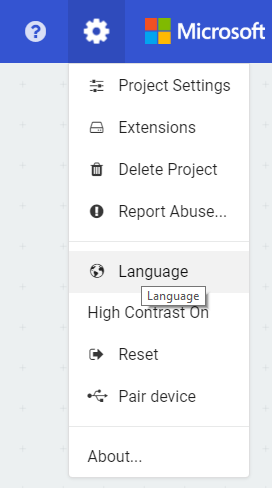 ?
Microsoft
Project Settings
Extensions
Delete Project
Report Abuse...
Language
Language
High Contrast On
Reset
Pair device
About...